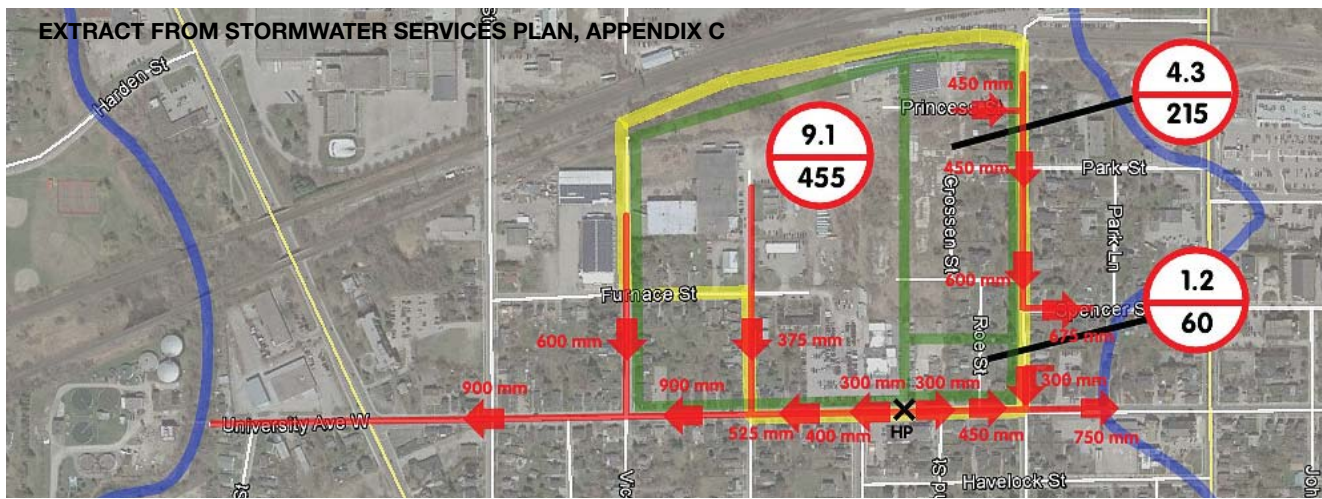 EXTRACT FROM STORMWATER SERVICES PLAN, APPENDIX C
St
Harden St
4.3
215
450 mm
9.1
455
450 mm
Park St
Crossen St
Park Ln
1.2
60
Furnace St
600 mm
600 mm
375 mm
Roe St
675 mm
900 mm
900 mm
300 mm
300 mm
300 mm
University Ave W
525 mm
400 mm
HP
450 mm
750 mm
Havelock St